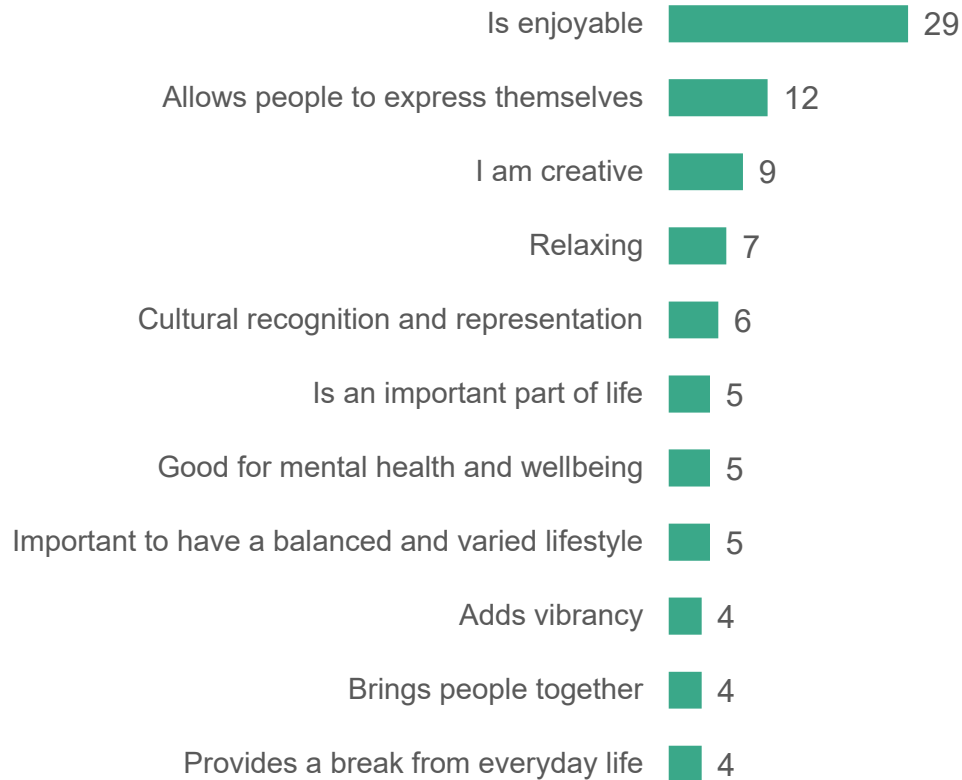 Is enjoyable 29
Allows people to express themselves 12
I am creative 9
Relaxing 7
Cultural recognition and representation 6
Is an important part of life 5
Good for mental health and wellbeing 5
Important to have a balanced and varied lifestyle 5
Adds vibrancy 4
Brings people together 4
Provides a break from everyday life 4